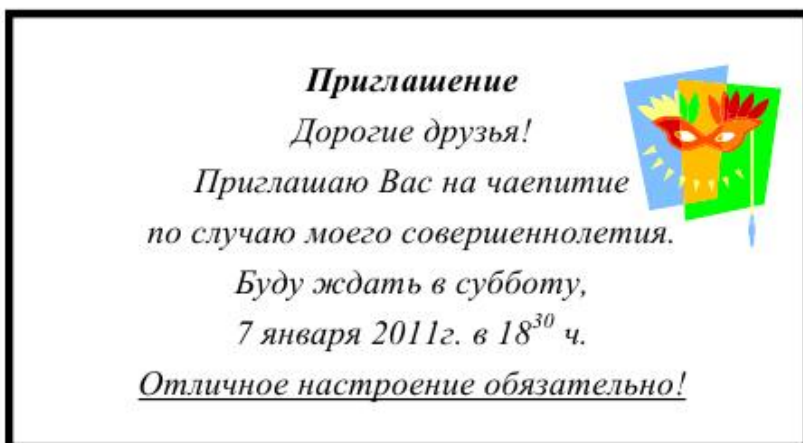 Приглашение
Дорогие друзья!
Приглашаю Вас на чаепитие
по случаю моего совершеннолетия.
Буду ждать в субботу,
7 января 2011г. в 18³⁰ ч.
Отличное настроение обязательно!